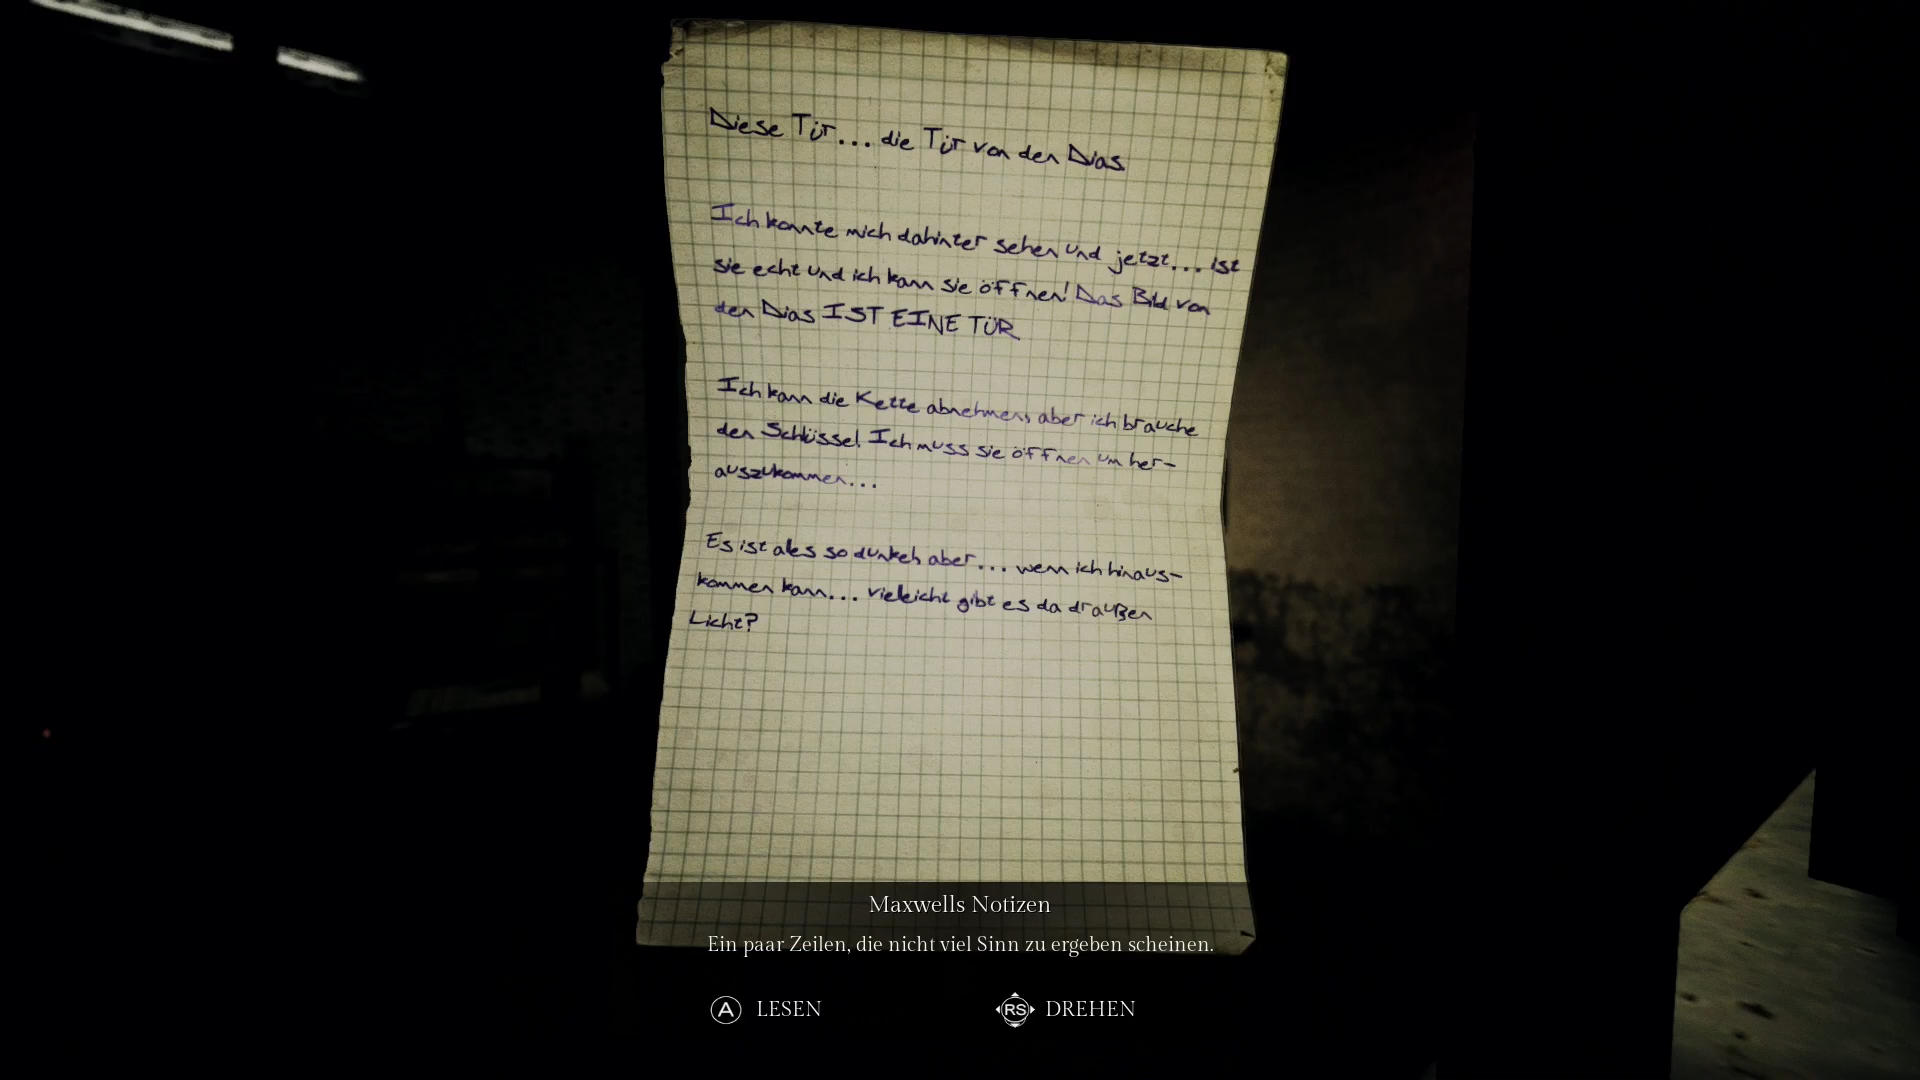 Diese Tür... die Tür von den Dias
Ich konnte mich dahinter sehen und jetzt... ist
sie echt und ich kann sie öffnen! Das Bild von
den Dias IST EINE TÜR
Ich kann die Kette abnehmen, aber ich brauche
den Schlüssel. Ich muss sie öffnen um her-
auszukommen...
Es ist alles so dunkel, aber... wenn ich hinaus-
kommen kann... vielleicht gibt es da draußen
Licht?
Maxwells Notizen
Ein paar Zeilen, die nicht viel Sinn zu ergeben scheinen.
A LESEN RS DREHEN